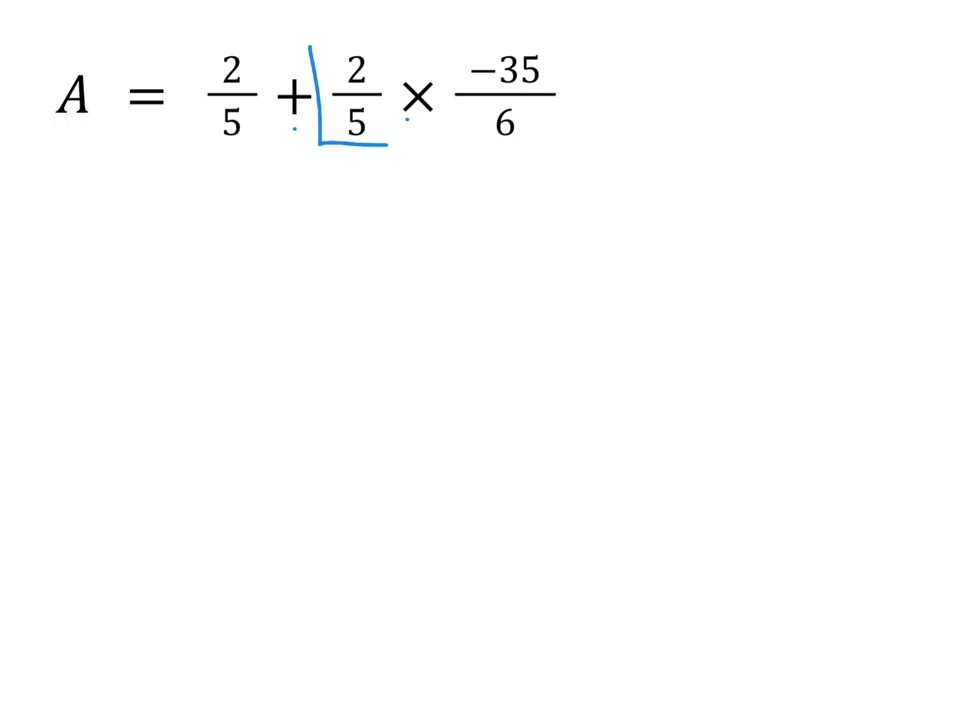 A = 2/5 + 2/5 × -35/6